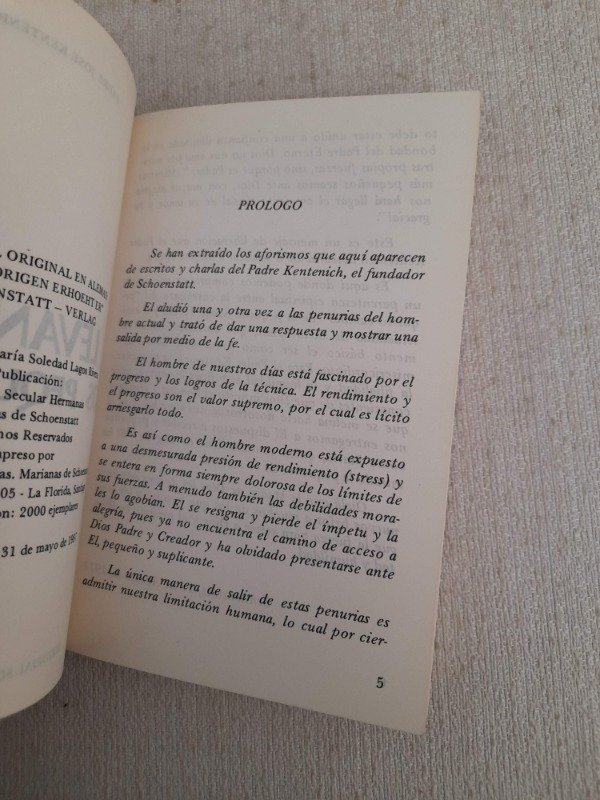 L ORIGINAL EN ALEMAN
ORIGEN ERHOEHT ER"
ENSTATT – VERLAG
aría Soledad Lagos
Publicación:
Secular Hermanas
as de Schoenstatt
hos Reservados
mpreso por
as. Marianas de
05 - La Florida,
ón: 2000 ejemplares
31 de mayo de
PROLOGO
Se han extraído los aforismos que aquí aparecen
de escritos y charlas del Padre Kentenich, el fundador
de Schoenstatt.
El aludió una y otra vez a las penurias del hom-
bre actual y trató de dar una respuesta y mostrar una
salida por medio de la fe.
El hombre de nuestros días está fascinado por el
progreso y los logros de la técnica. El rendimiento y
el progreso son el valor supremo, por el cual es lícito
arriesgarlo todo.
Es así como el hombre moderno está expuesto
a una desmesurada presión de rendimiento (stress) y
se entera en forma siempre dolorosa de los límites de
sus fuerzas. A menudo también las debilidades mora-
les lo agobian. El se resigna y pierde el ímpetu y la
alegría, pues ya no encuentra el camino de acceso a
Dios Padre y Creador y ha olvidado presentarse ante
El, pequeño y suplicante.
La única manera de salir de estas penurias es
admitir nuestra limitación humana, lo cual por cier-
5